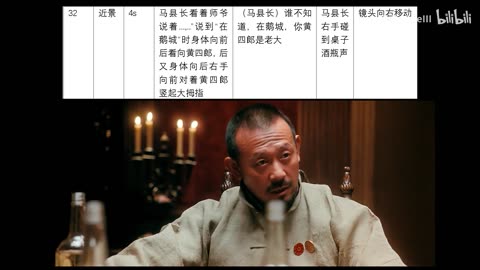 32
近景
4s
马县长看着师爷
说着……"说到"在
鹅城"时身体向前
后看向黄四郎,后
又身体向后右手
向前对着黄四郎
竖起大拇指
(马县长)谁不知
道,在鹅城,你黄
四郎是老大
马县长
右手碰
到桌子
酒瓶声
镜头向右移动
bilibili